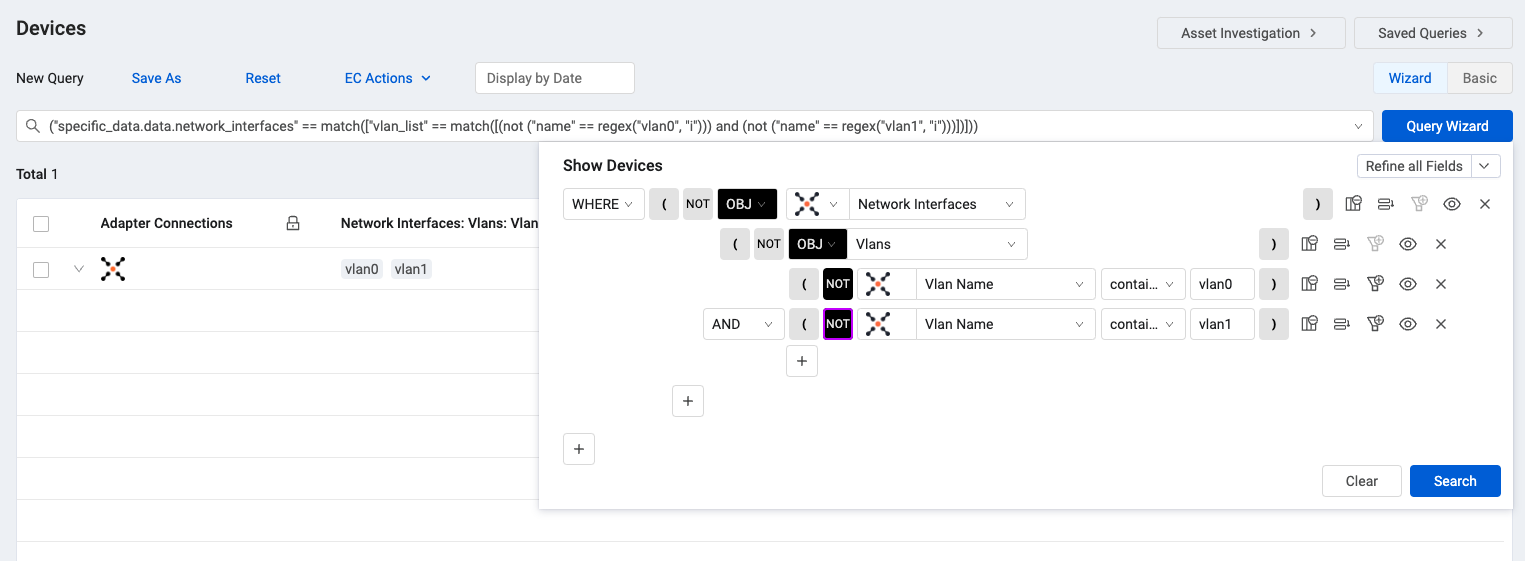 Devices
Asset Investigation
Saved Queries
New Query Save As Reset EC Actions Display by Date Wizard Basic
("specific_data.data.network_interfaces" == match(["vlan_list" == match([(not ("name" == regex("vlan0", "i"))) and (not ("name" == regex("vlan1", "i")))])]))
Query Wizard
Total 1
Show Devices
Refine all Fields
Adapter Connections
Network Interfaces: Vlans: Vlan
vlan0 vlan1
WHERE ( NOT OBJ Network Interfaces )
( NOT OBJ Vlans )
( NOT Vlan Name contai... vlan0 )
AND ( NOT Vlan Name contai... vlan1 )
+
+
+
Clear Search